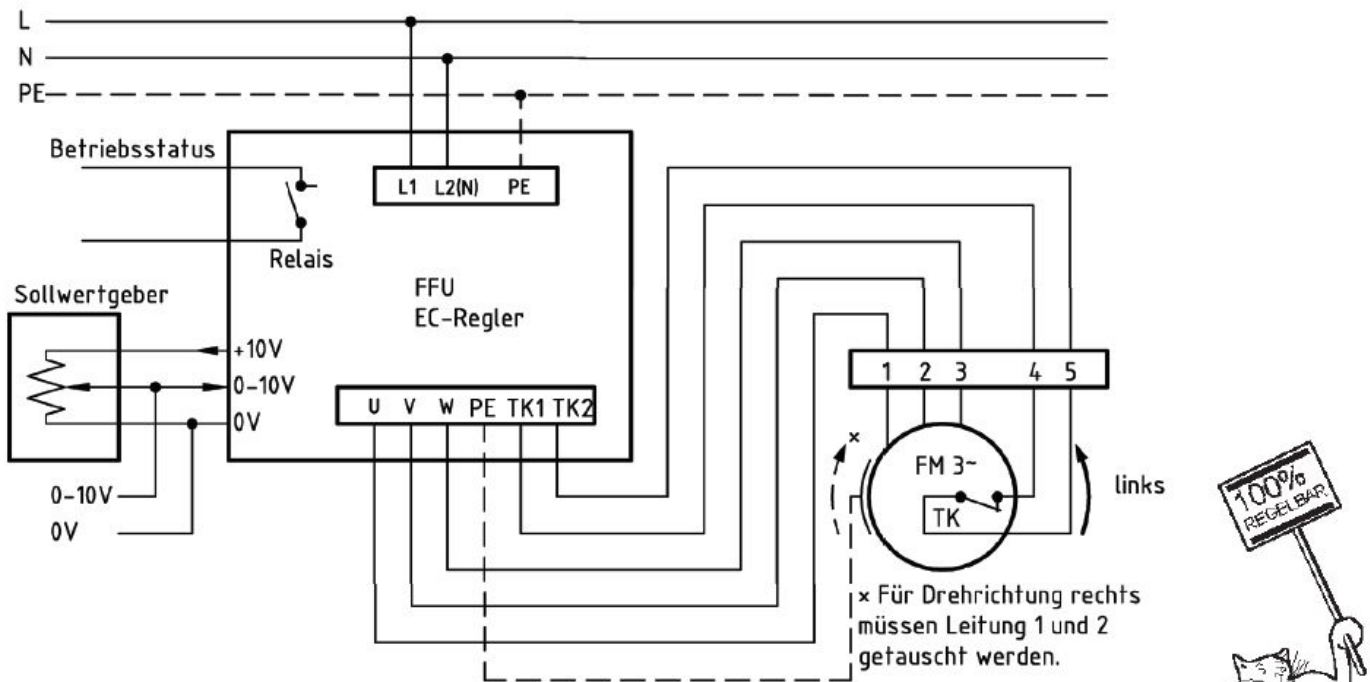 L
N
PE
Betriebsstatus
L1 L2(N) PE
Relais
Sollwertgeber
FFU
EC-Regler
+10V
0-10V
0V
U V W PE TK1 TK2
1 2 3 4 5
×
FM 3~
TK
links
0-10V
0V
× Für Drehrichtung rechts
müssen Leitung 1 und 2
getauscht werden.
100%
REGELBAR